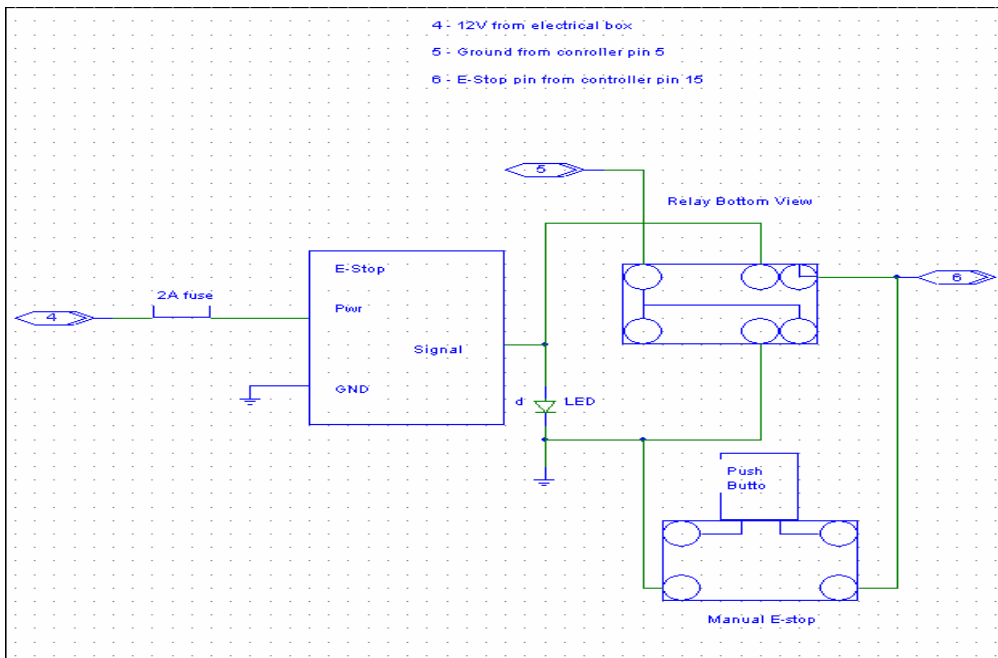 4 - 12V from electrical box
5 - Ground from conroller pin 5
6 - E-Stop pin from controller pin 15
5
Relay Bottom View
E-Stop
6
2A fuse
Pwr
4
Signal
GND
d LED
Push
Butto
Manual E-stop